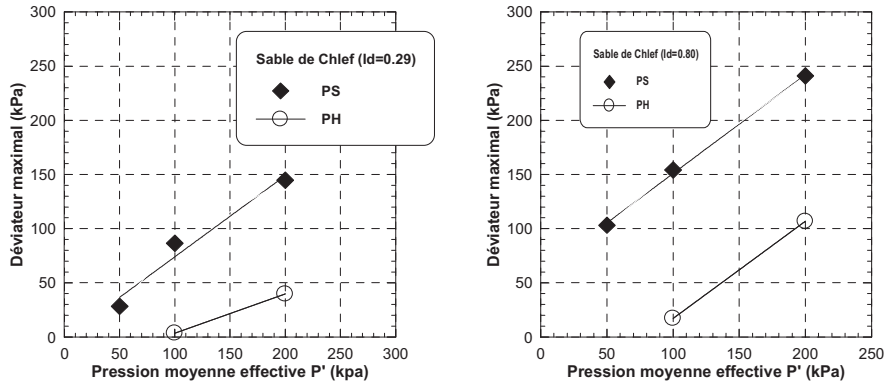 300
250
200
150
100
50
0
Déviateur maximal (kPa)
Sable de Chlef (Id=0.29)
PS
PH
0 50 100 150 200 250 300
Pression moyenne effective P' (kpa)
300
250
200
150
100
50
0
Déviateur maximal (kPa)
Sable de Chlef (Id=0.80)
PS
PH
0 50 100 150 200 250
Pression moyenne effective P' (kpa)